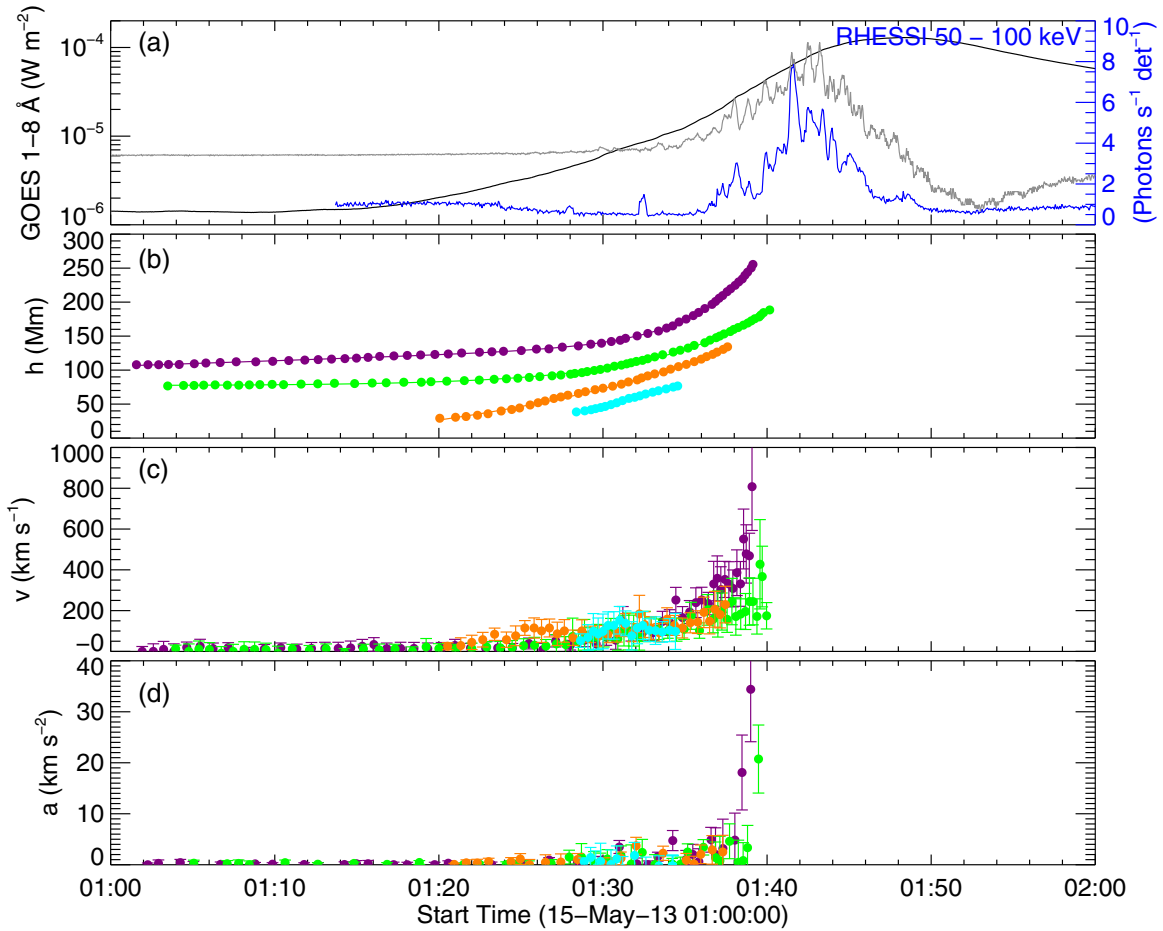 (a)
RHESSI 50 − 100 keV
GOES 1−8 Å (W m−2)
10−4
10−5
10−6
10
8
6
4
2
0
(Photons s−1 det−1)
(b)
h (Mm)
300
250
200
150
100
50
0
(c)
v (km s−1)
1000
800
600
400
200
−0
(d)
a (km s−2)
40
30
20
10
0
01:00 01:10 01:20 01:30 01:40 01:50 02:00
Start Time (15−May−13 01:00:00)